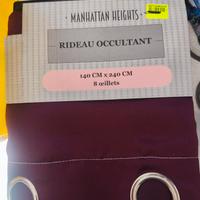 · MANHATTAN HEIGHTS ·
RIDEAU OCCULTANT
140 CM x 240 CM
8 œillets